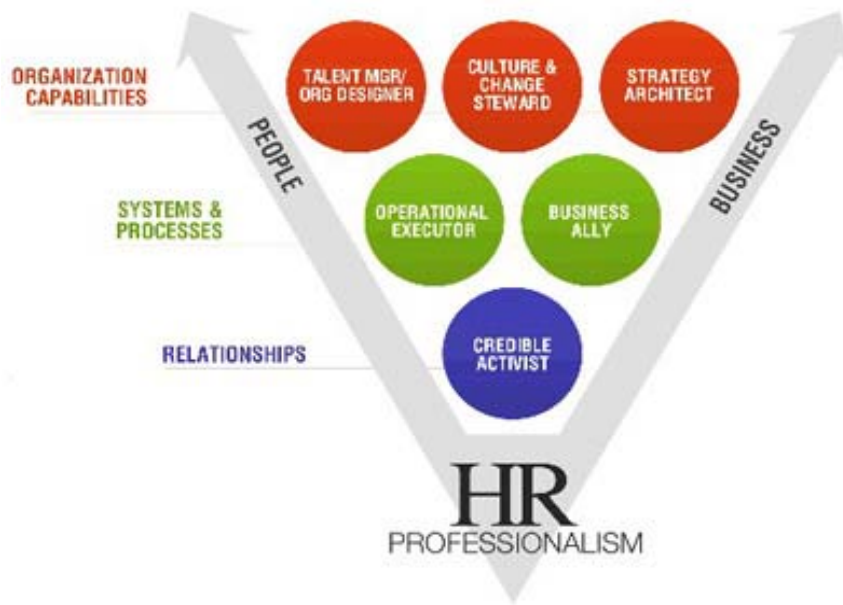 ORGANIZATION
CAPABILITIES
TALENT MGR/
ORG DESIGNER
CULTURE &
CHANGE
STEWARD
STRATEGY
ARCHITECT
PEOPLE
BUSINESS
SYSTEMS &
PROCESSES
OPERATIONAL
EXECUTOR
BUSINESS
ALLY
RELATIONSHIPS
CREDIBLE
ACTIVIST
HR
PROFESSIONALISM